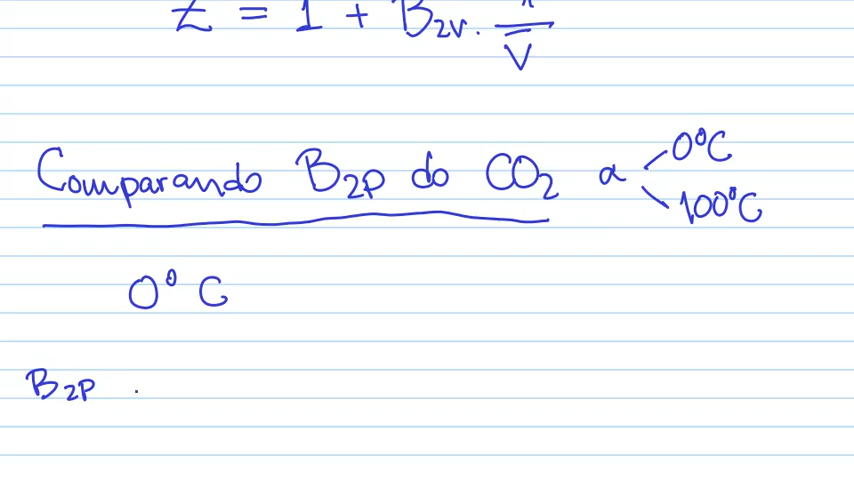 Z = 1 + B₂ᵥ. 1/V̅
Comparando B₂p do CO₂ a 0°C
100°C
0° C
B₂p